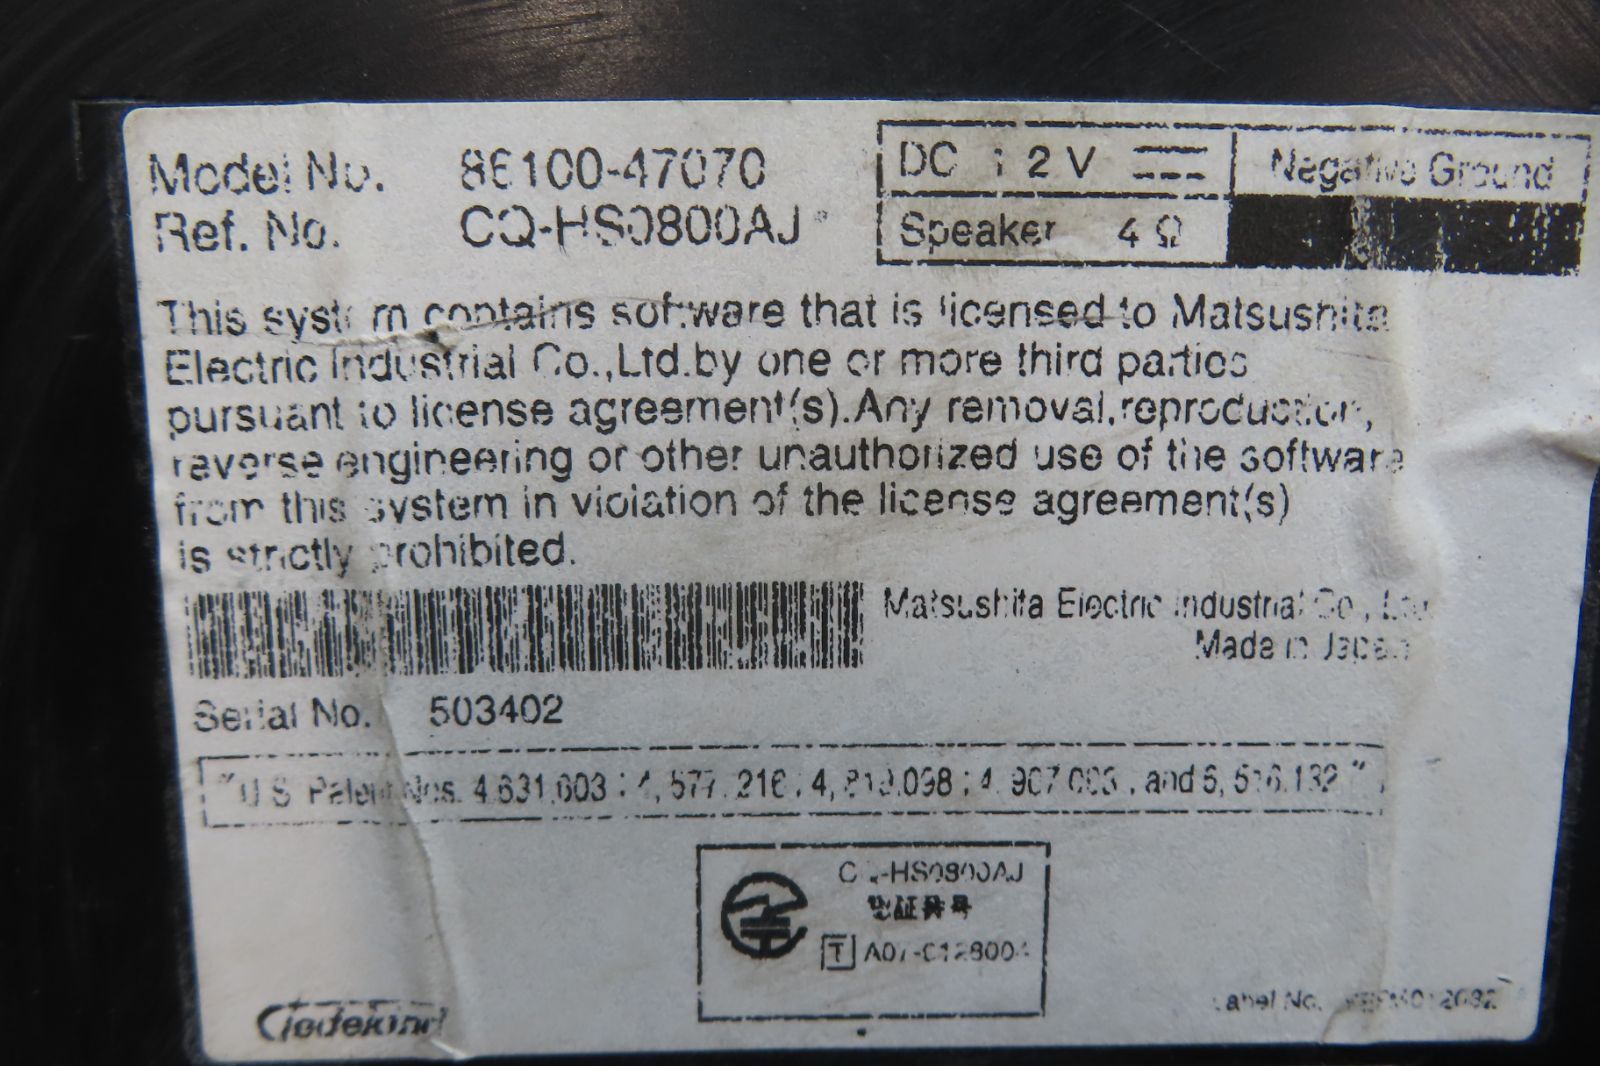 Model No. 86100-47070
Ref. No. CQ-HS0800AJ
DC 12V Negative Ground
Speaker 4Ω
This system contains software that is licensed to Matsushita
Electric Industrial Co.,Ltd.by one or more third parties
pursuant to license agreement(s).Any removal,reproduction,
reverse engineering or other unauthorized use of the software
from this system in violation of the license agreement(s)
is strictly prohibited.
Matsushita Electric Industrial Co., Ltd.
Made in Japan
Serial No. 503402
"U.S. Patent Nos. 4,631,603 ; 4,577,216 ; 4,819,098 ; 4,907,093 , and 6,516,132 "
CQ-HS0800AJ
認証番号
T
Label No.